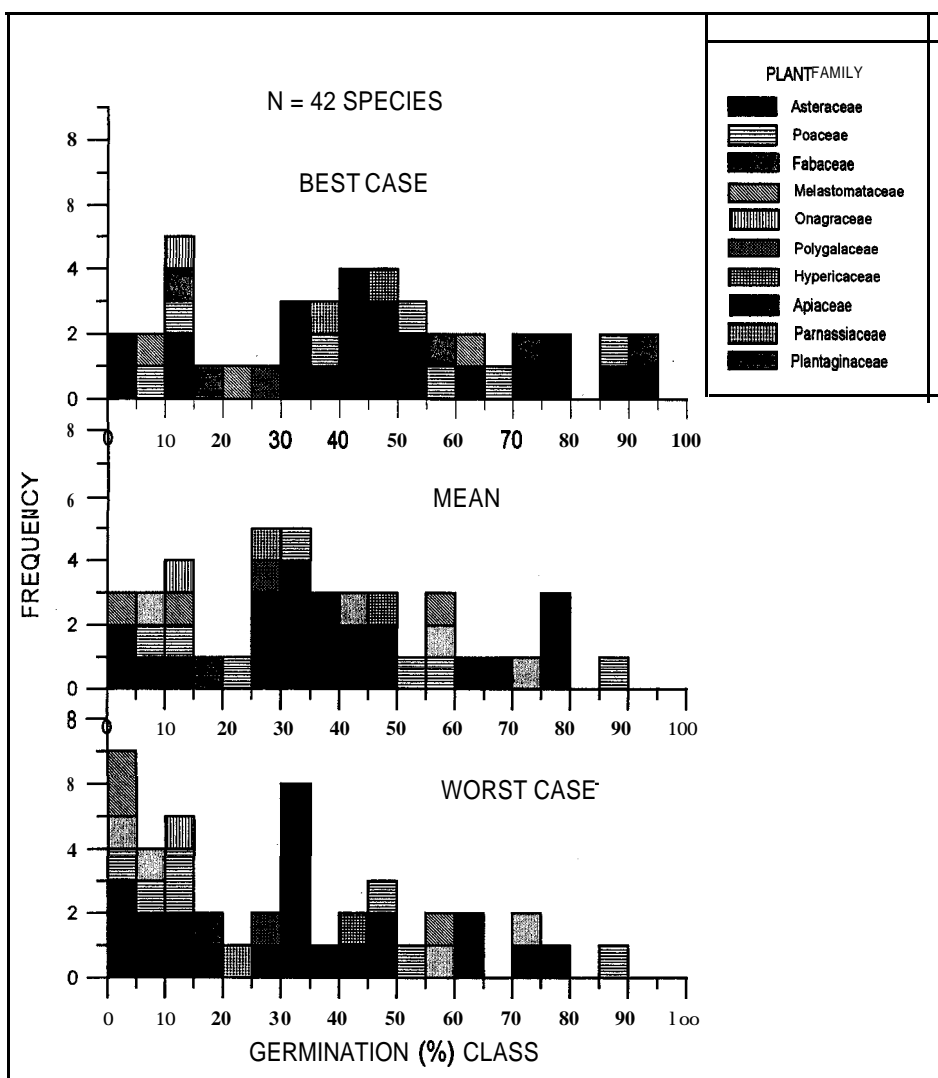 PLANT FAMILY
Asteraceae
Poaceae
Fabaceae
Melastomataceae
Onagraceae
Polygalaceae
Hypericaceae
Apiaceae
Parnassiaceae
Plantaginaceae
N = 42 SPECIES
BEST CASE
8
8
4
2
0
0 10 20 30 40 50 60 70 80 90 100
FREQUENCY
MEAN
8
6
4
2
0
0 10 20 30 40 50 60 70 80 90 100
WORST CASE
8
8
4
2
0
0 10 20 30 40 50 60 70 80 90 l oo
GERMINATION (%) CLASS